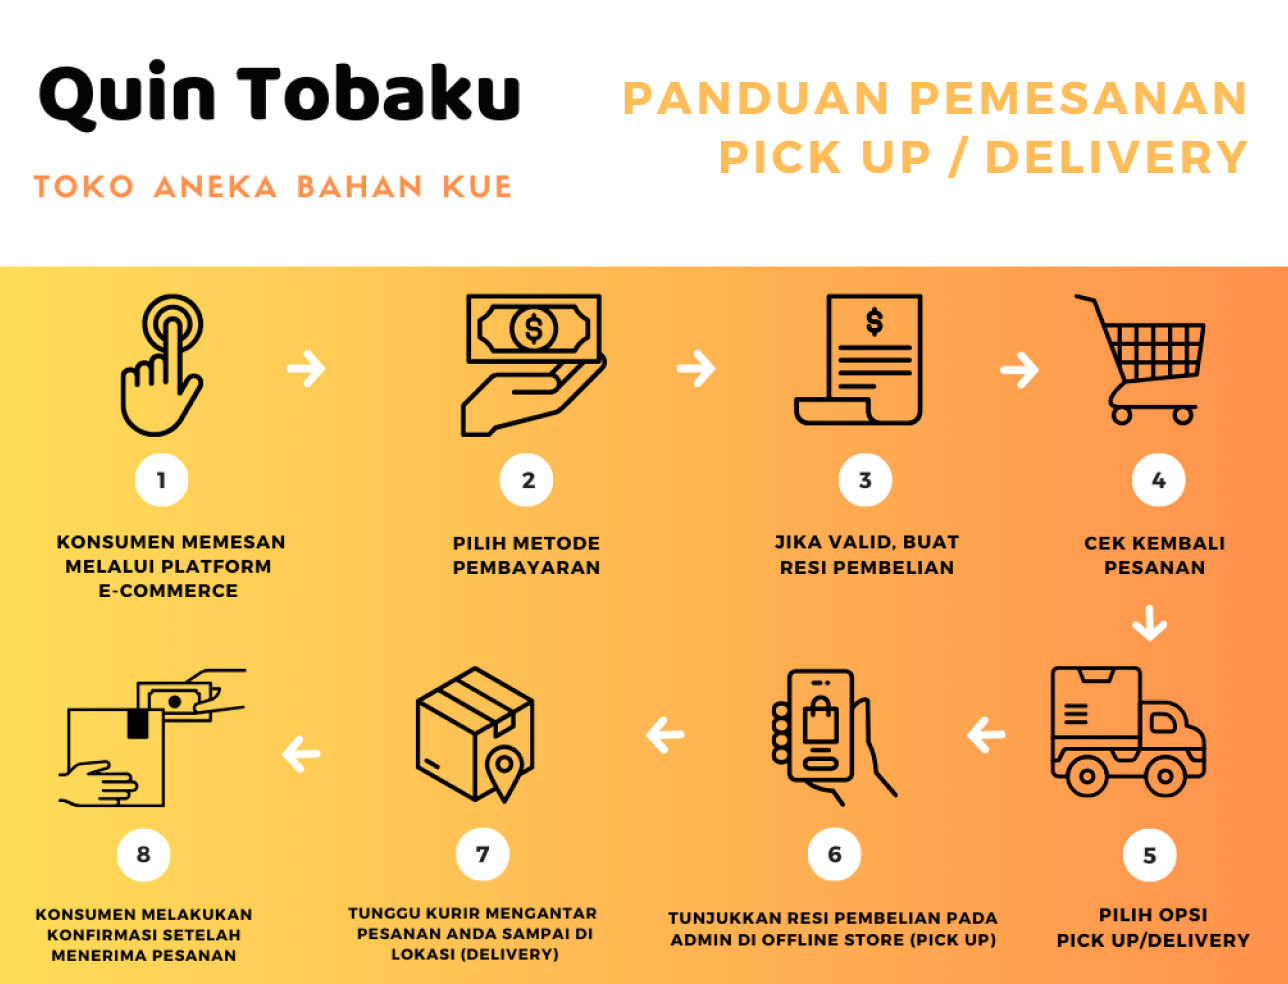 Quin Tobaku
TOKO ANEKA BAHAN KUE
PANDUAN PEMESANAN
PICK UP / DELIVERY
$
$
1
KONSUMEN MEMESAN
MELALUI PLATFORM
E-COMMERCE
2
PILIH METODE
PEMBAYARAN
3
JIKA VALID, BUAT
RESI PEMBELIAN
4
CEK KEMBALI
PESANAN
5
PILIH OPSI
PICK UP/DELIVERY
6
TUNJUKKAN RESI PEMBELIAN PADA
ADMIN DI OFFLINE STORE (PICK UP)
7
TUNGGU KURIR MENGANTAR
PESANAN ANDA SAMPAI DI
LOKASI (DELIVERY)
8
KONSUMEN MELAKUKAN
KONFIRMASI SETELAH
MENERIMA PESANAN